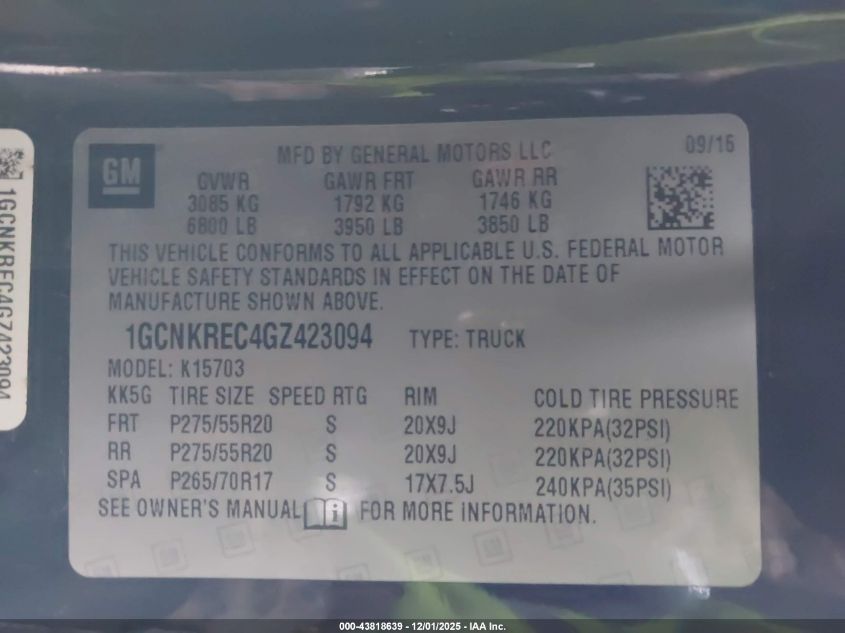 GM
MFD BY GENERAL MOTORS LLC
09/16
GVWR GAWR FRT GAWR RR
3085 KG 1792 KG 1746 KG
6800 LB 3950 LB 3850 LB
THIS VEHICLE CONFORMS TO ALL APPLICABLE U.S. FEDERAL MOTOR
VEHICLE SAFETY STANDARDS IN EFFECT ON THE DATE OF
MANUFACTURE SHOWN ABOVE.
1GCNKREC4GZ423094 TYPE: TRUCK
MODEL: K15703
KK5G TIRE SIZE SPEED RTG RIM COLD TIRE PRESSURE
FRT P275/55R20 S 20X9J 220KPA(32PSI)
RR P275/55R20 S 20X9J 220KPA(32PSI)
SPA P265/70R17 S 17X7.5J 240KPA(35PSI)
SEE OWNER'S MANUAL i FOR MORE INFORMATION.
1GCNKREC4GZ423094
000-43818639 - 12/01/2025 - IAA Inc.